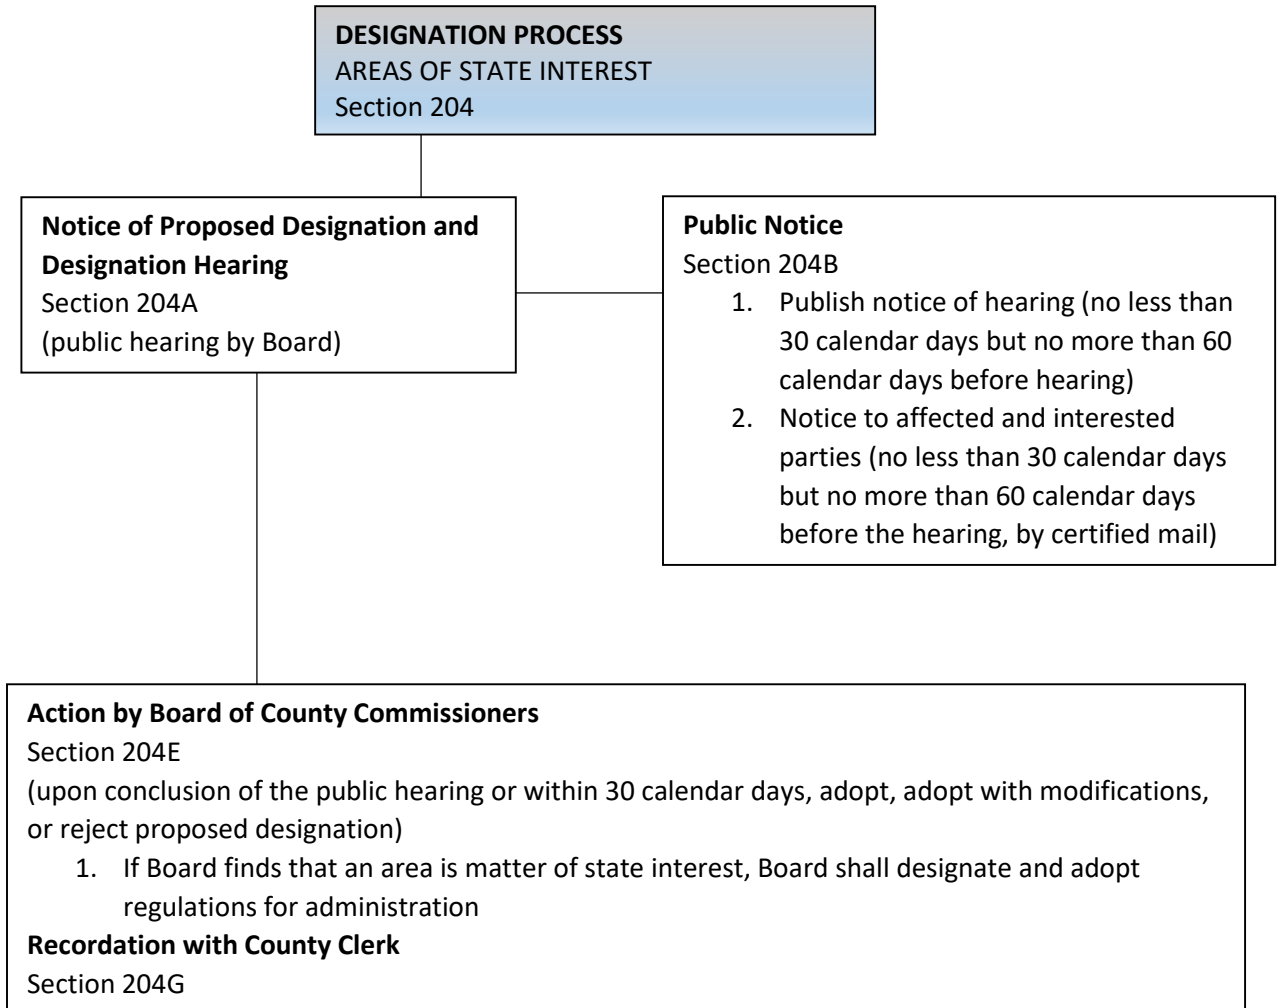 DESIGNATION PROCESS
AREAS OF STATE INTEREST
Section 204
Notice of Proposed Designation and
Designation Hearing
Section 204A
(public hearing by Board)
Public Notice
Section 204B
1. Publish notice of hearing (no less than
30 calendar days but no more than 60
calendar days before hearing)
2. Notice to affected and interested
parties (no less than 30 calendar days
but no more than 60 calendar days
before the hearing, by certified mail)
Action by Board of County Commissioners
Section 204E
(upon conclusion of the public hearing or within 30 calendar days, adopt, adopt with modifications,
or reject proposed designation)
1. If Board finds that an area is matter of state interest, Board shall designate and adopt
regulations for administration
Recordation with County Clerk
Section 204G